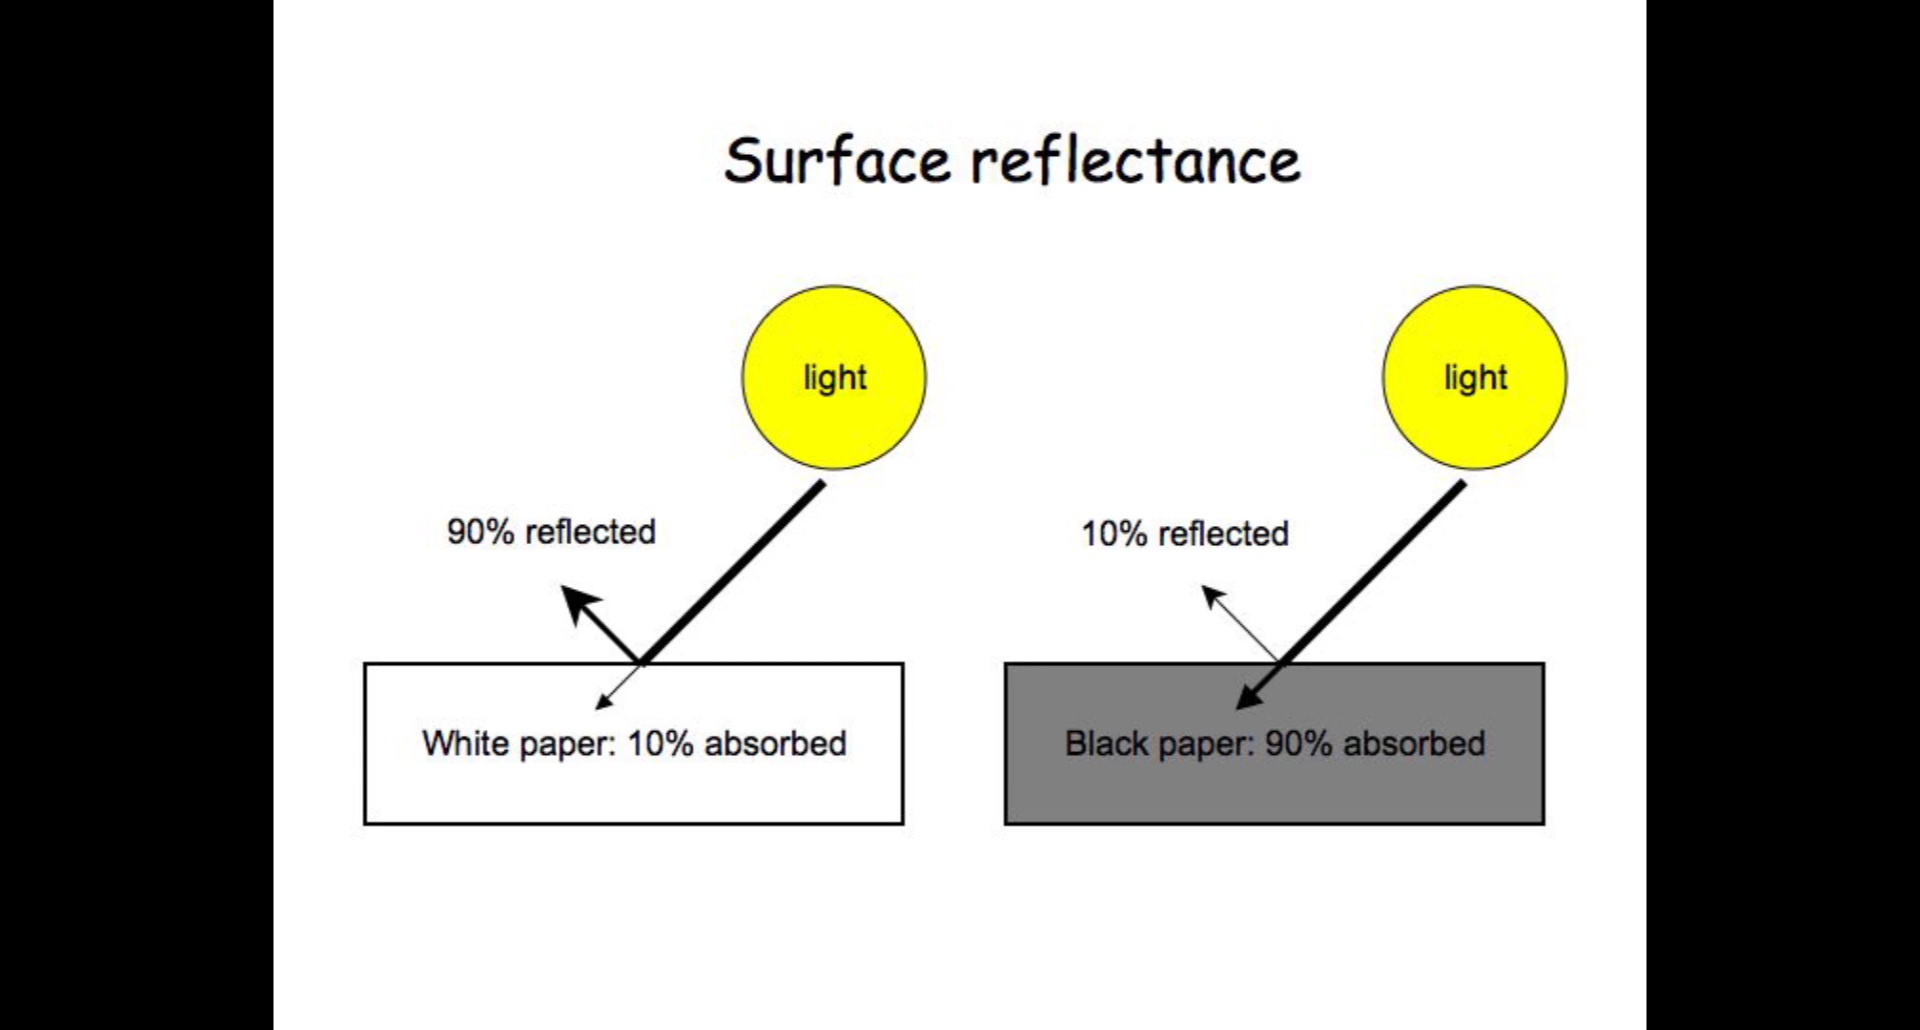 Surface reflectance
light
light
90% reflected
10% reflected
White paper: 10% absorbed
Black paper: 90% absorbed